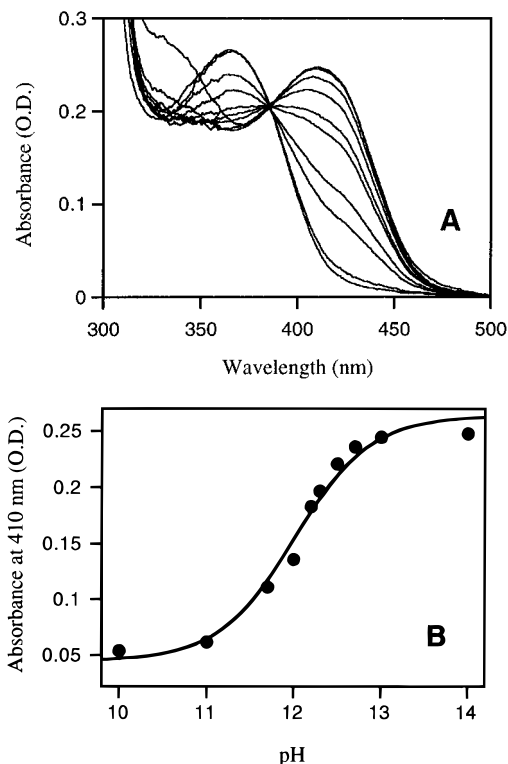 0.3
0.2
0.1
0
Absorbance (O.D.)
A
300 350 400 450 500
Wavelength (nm)
0.25
0.2
0.15
0.1
0.05
Absorbance at 410 nm (O.D.)
B
10 11 12 13 14
pH